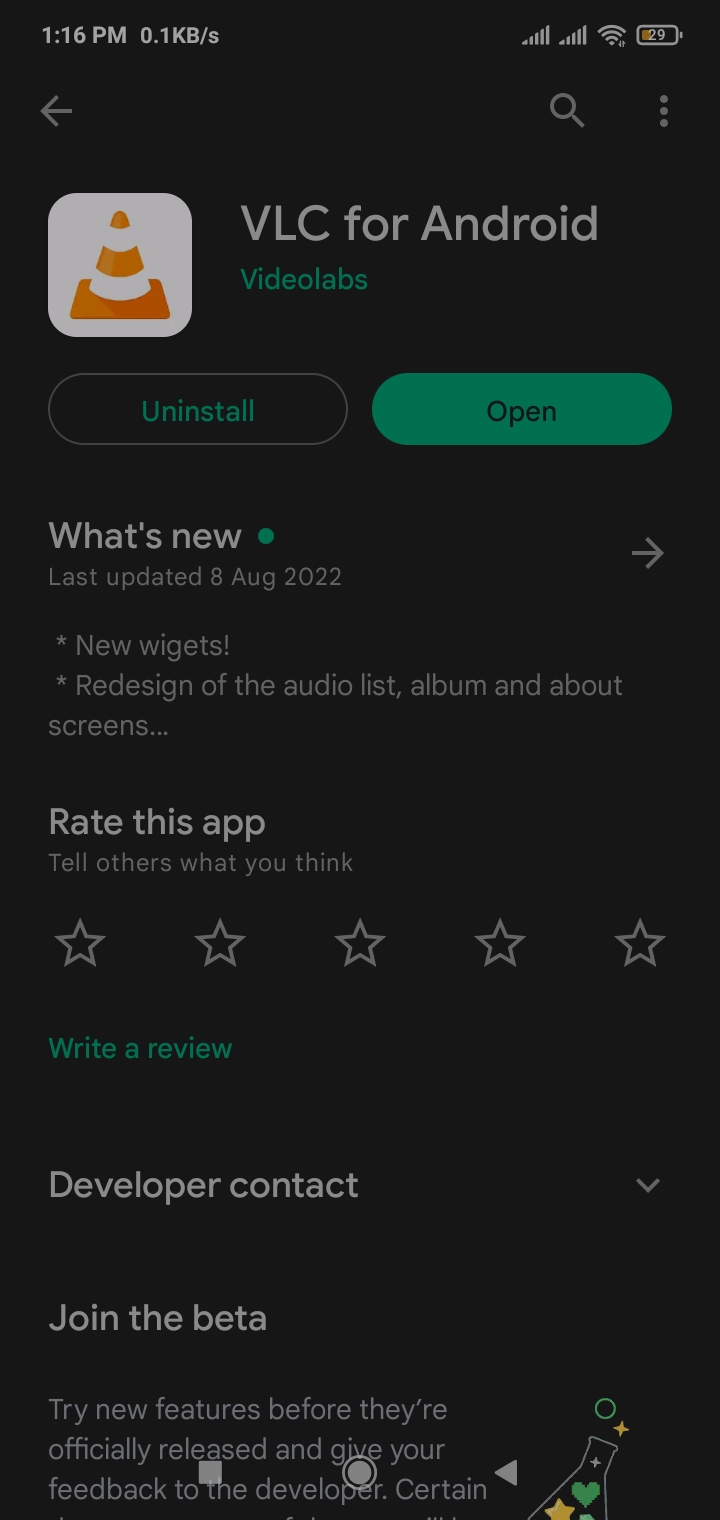 1:16 PM 0.1KB/s 29
VLC for Android
Videolabs
Uninstall Open
What's new
Last updated 8 Aug 2022
* New wigets!
* Redesign of the audio list, album and about
screens...
Rate this app
Tell others what you think
Write a review
Developer contact
Join the beta
Try new features before they’re
officially released and give your
feedback to the developer. Certain